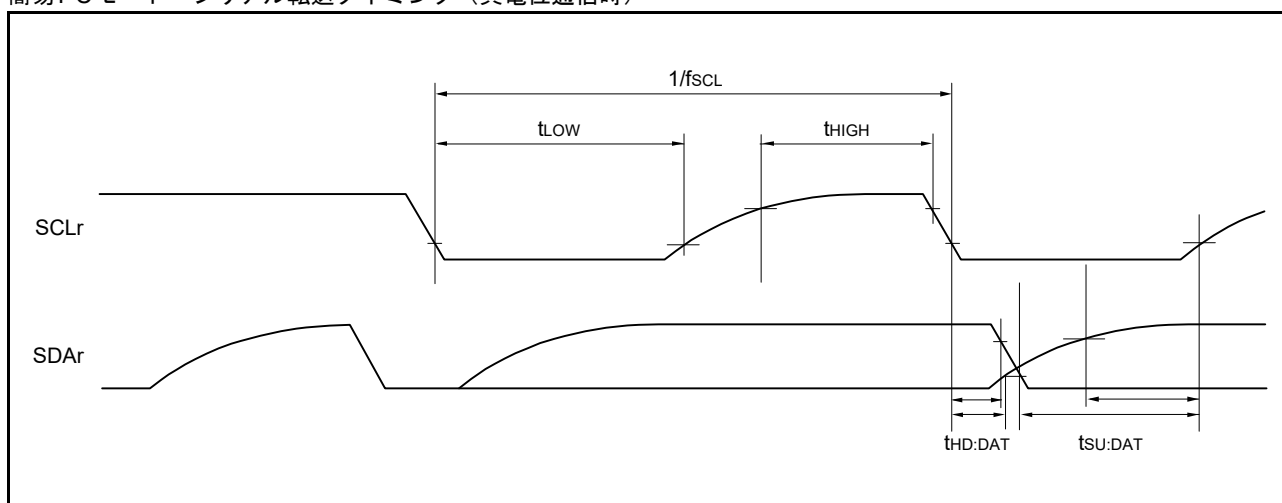 1/fSCL
tLOW
tHIGH
SCLr
SDAr
tHD:DAT
tSU:DAT